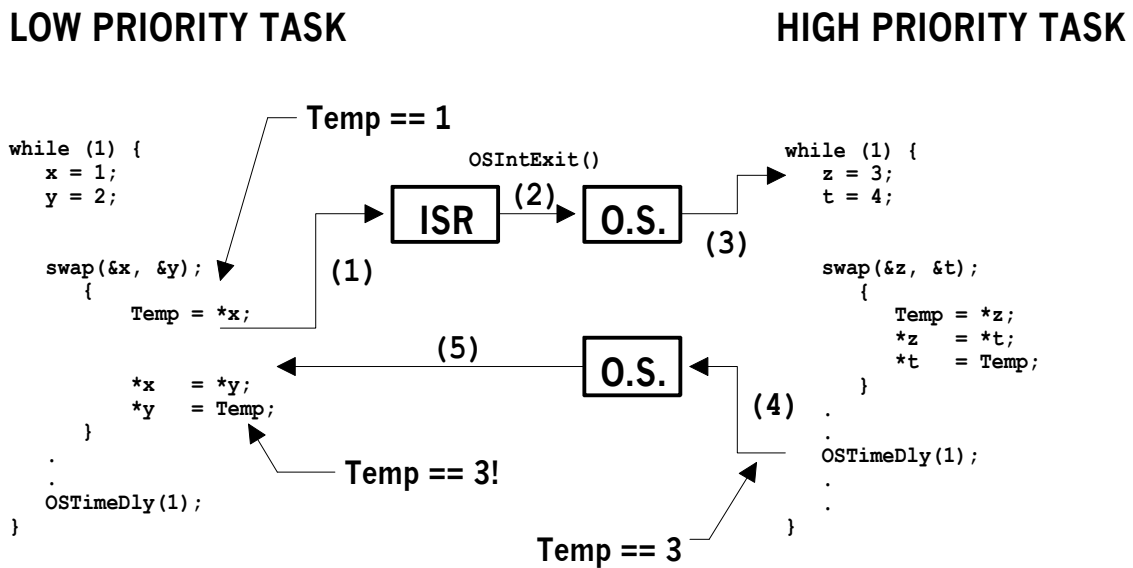 LOW PRIORITY TASK
HIGH PRIORITY TASK
Temp == 1
while (1) {
x = 1;
y = 2;
OSIntExit()
ISR
(2)
O.S.
(3)
while (1) {
z = 3;
t = 4;
(1)
swap(&x, &y);
{
Temp = *x;
swap(&z, &t);
{
Temp = *z;
*z = *t;
*t = Temp;
}
(5)
O.S.
(4)
*x = *y;
*y = Temp;
}
.
.
OSTimeDly(1);
}
Temp == 3!
.
.
OSTimeDly(1);
.
.
}
Temp == 3